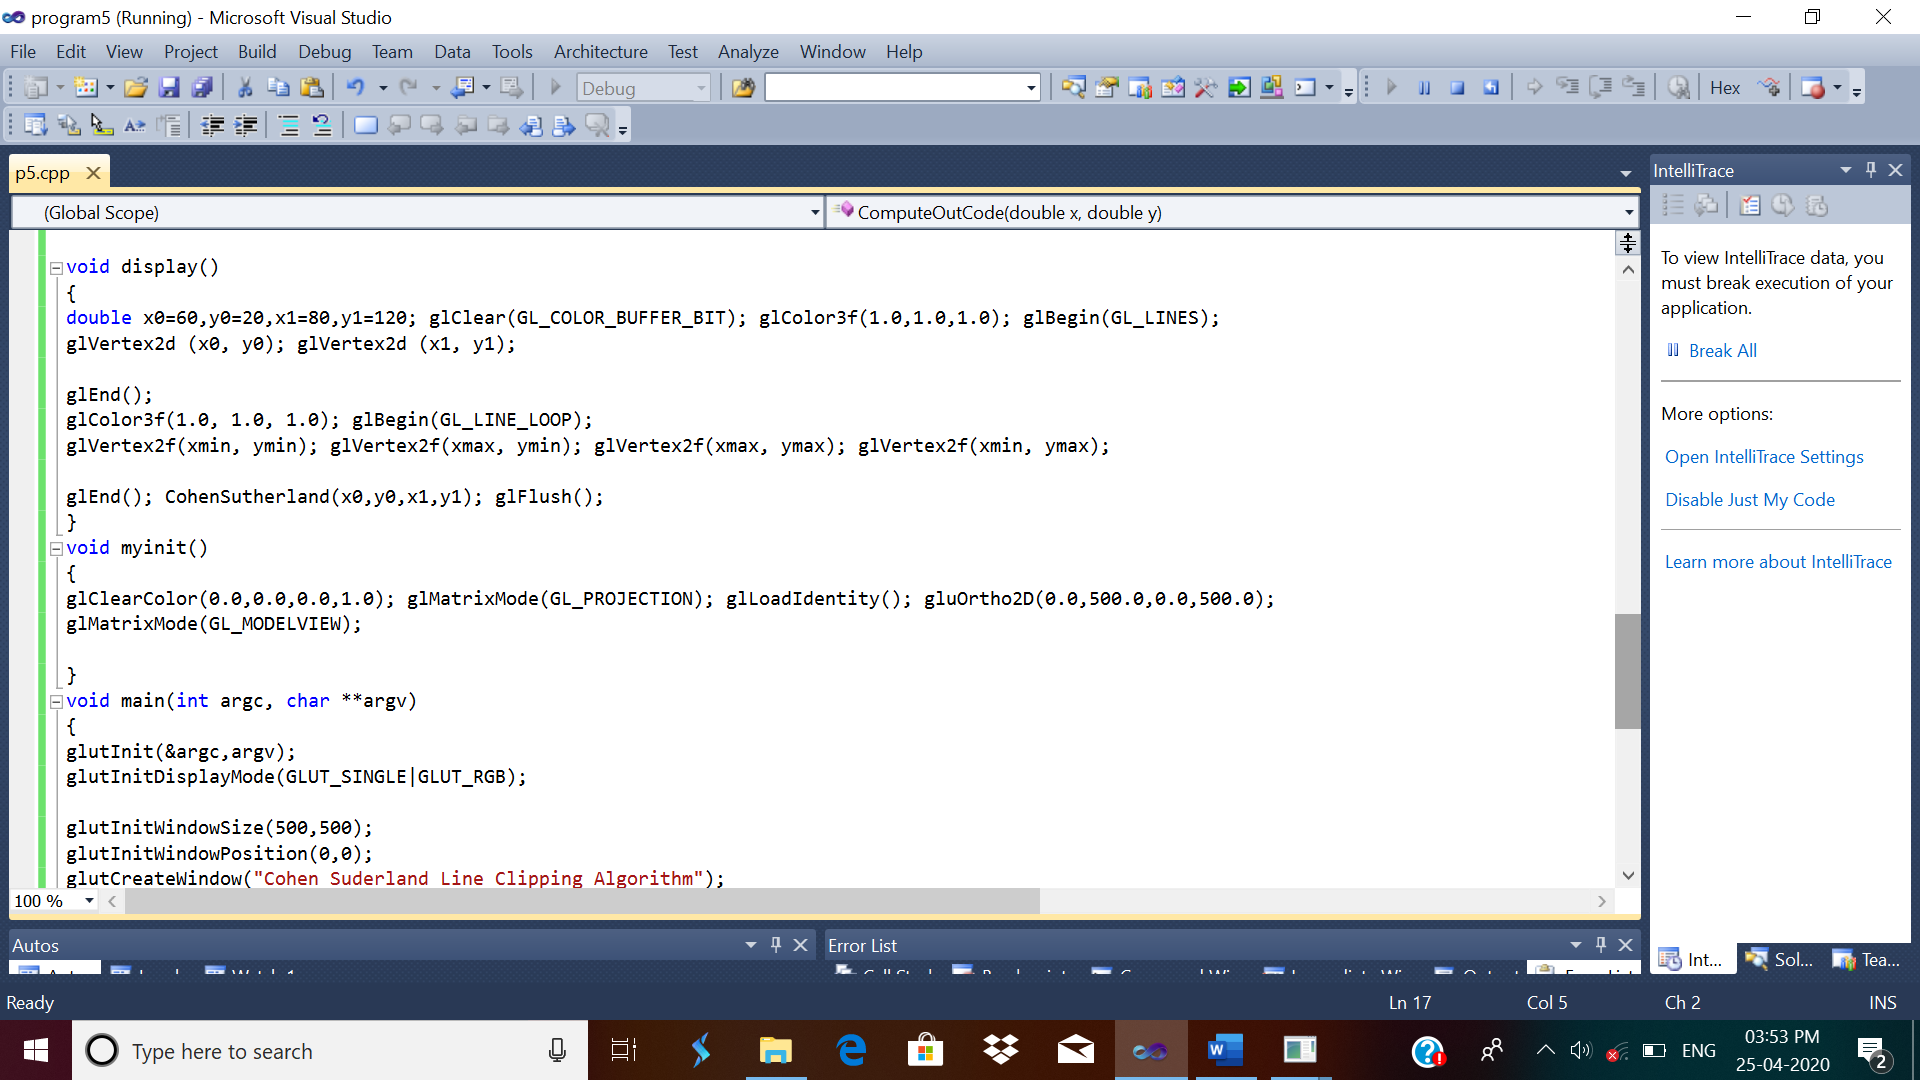 program5 (Running) - Microsoft Visual Studio
File Edit View Project Build Debug Team Data Tools Architecture Test Analyze Window Help
Debug
Hex
p5.cpp
(Global Scope)
ComputeOutCode(double x, double y)
void display()
{
double x0=60,y0=20,x1=80,y1=120; glClear(GL_COLOR_BUFFER_BIT); glColor3f(1.0,1.0,1.0); glBegin(GL_LINES);
glVertex2d (x0, y0); glVertex2d (x1, y1);
glEnd();
glColor3f(1.0, 1.0, 1.0); glBegin(GL_LINE_LOOP);
glVertex2f(xmin, ymin); glVertex2f(xmax, ymin); glVertex2f(xmax, ymax); glVertex2f(xmin, ymax);
glEnd(); CohenSutherland(x0,y0,x1,y1); glFlush();
}
void myinit()
{
glClearColor(0.0,0.0,0.0,1.0); glMatrixMode(GL_PROJECTION); glLoadIdentity(); gluOrtho2D(0.0,500.0,0.0,500.0);
glMatrixMode(GL_MODELVIEW);
}
void main(int argc, char **argv)
{
glutInit(&argc,argv);
glutInitDisplayMode(GLUT_SINGLE|GLUT_RGB);
glutInitWindowSize(500,500);
glutInitWindowPosition(0,0);
glutCreateWindow("Cohen Suderland Line Clipping Algorithm");
100 %
IntelliTrace
To view IntelliTrace data, you
must break execution of your
application.
Break All
More options:
Open IntelliTrace Settings
Disable Just My Code
Learn more about IntelliTrace
Int... Sol... Tea...
Autos
Error List
Ready
Ln 17 Col 5 Ch 2 INS
Type here to search
ENG
03:53 PM
25-04-2020
2